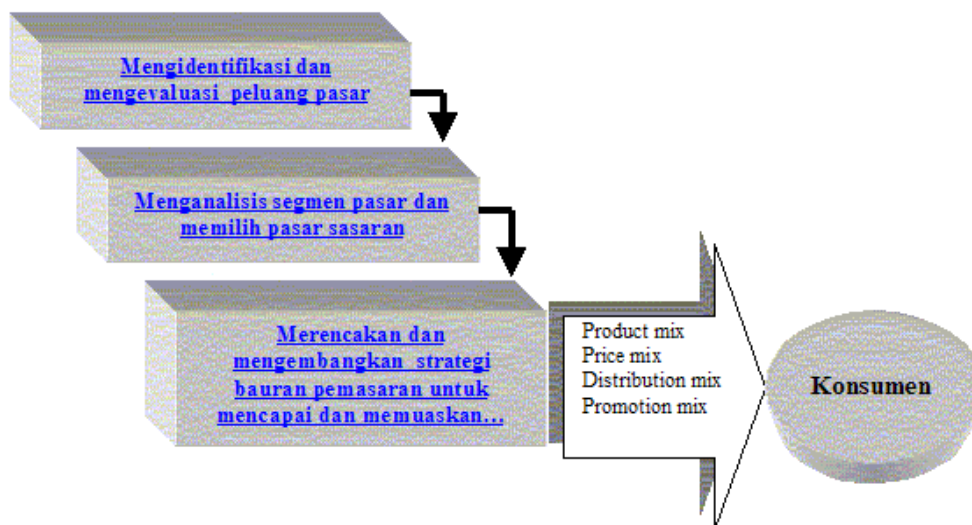 Mengidentifikasi dan
mengevaluasi peluang pasar
Menganalisis segmen pasar dan
memilih pasar sasaran
Merencakan dan
mengembangkan strategi
bauran pemasaran untuk
mencapai dan memuaskan...
Product mix
Price mix
Distribution mix
Promotion mix
Konsumen